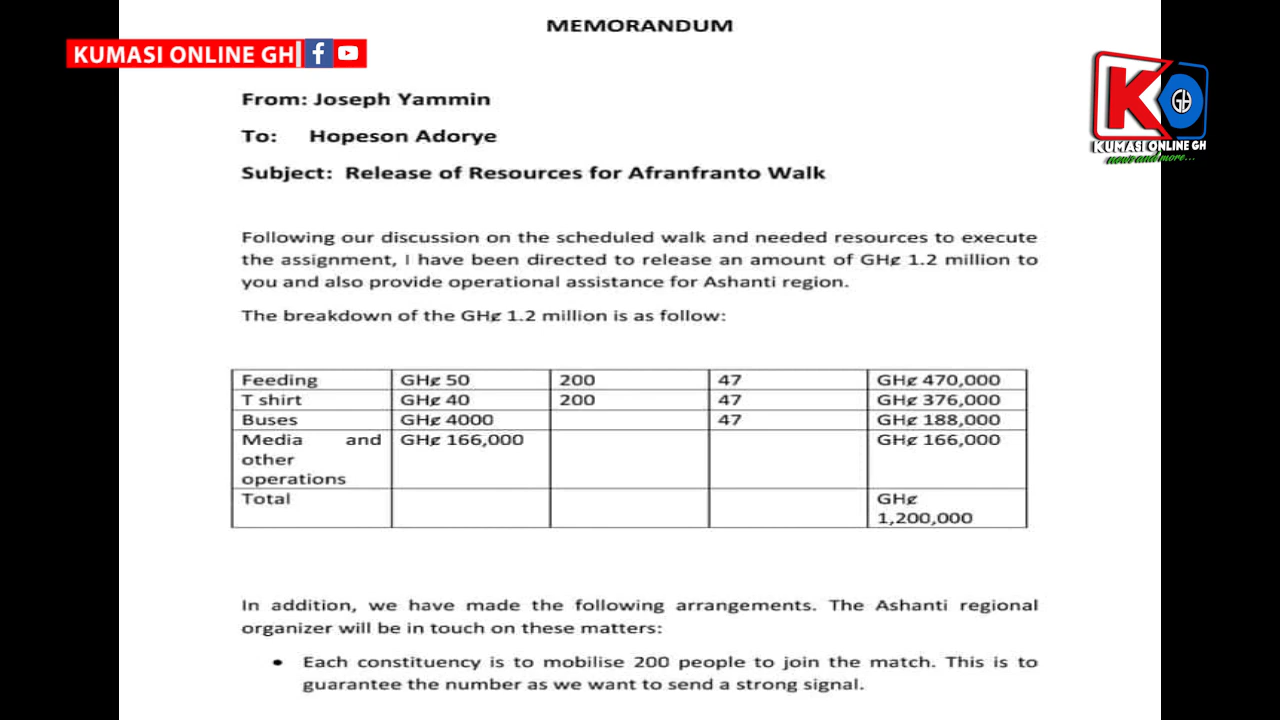 MEMORANDUM
KUMASI ONLINE GH
K GH
KUMASI ONLINE GH
news and more...
From: Joseph Yammin
To: Hopeson Adorye
Subject: Release of Resources for Afranfranto Walk
Following our discussion on the scheduled walk and needed resources to execute
the assignment, I have been directed to release an amount of GH₵ 1.2 million to
you and also provide operational assistance for Ashanti region.
The breakdown of the GH₵ 1.2 million is as follow:
Feeding GH₵ 50 200 47 GH₵ 470,000
T shirt GH₵ 40 200 47 GH₵ 376,000
Buses GH₵ 4000 47 GH₵ 188,000
Media and GH₵ 166,000 GH₵ 166,000
other
operations
Total GH₵
1,200,000
In addition, we have made the following arrangements. The Ashanti regional
organizer will be in touch on these matters:
• Each constituency is to mobilise 200 people to join the match. This is to
guarantee the number as we want to send a strong signal.